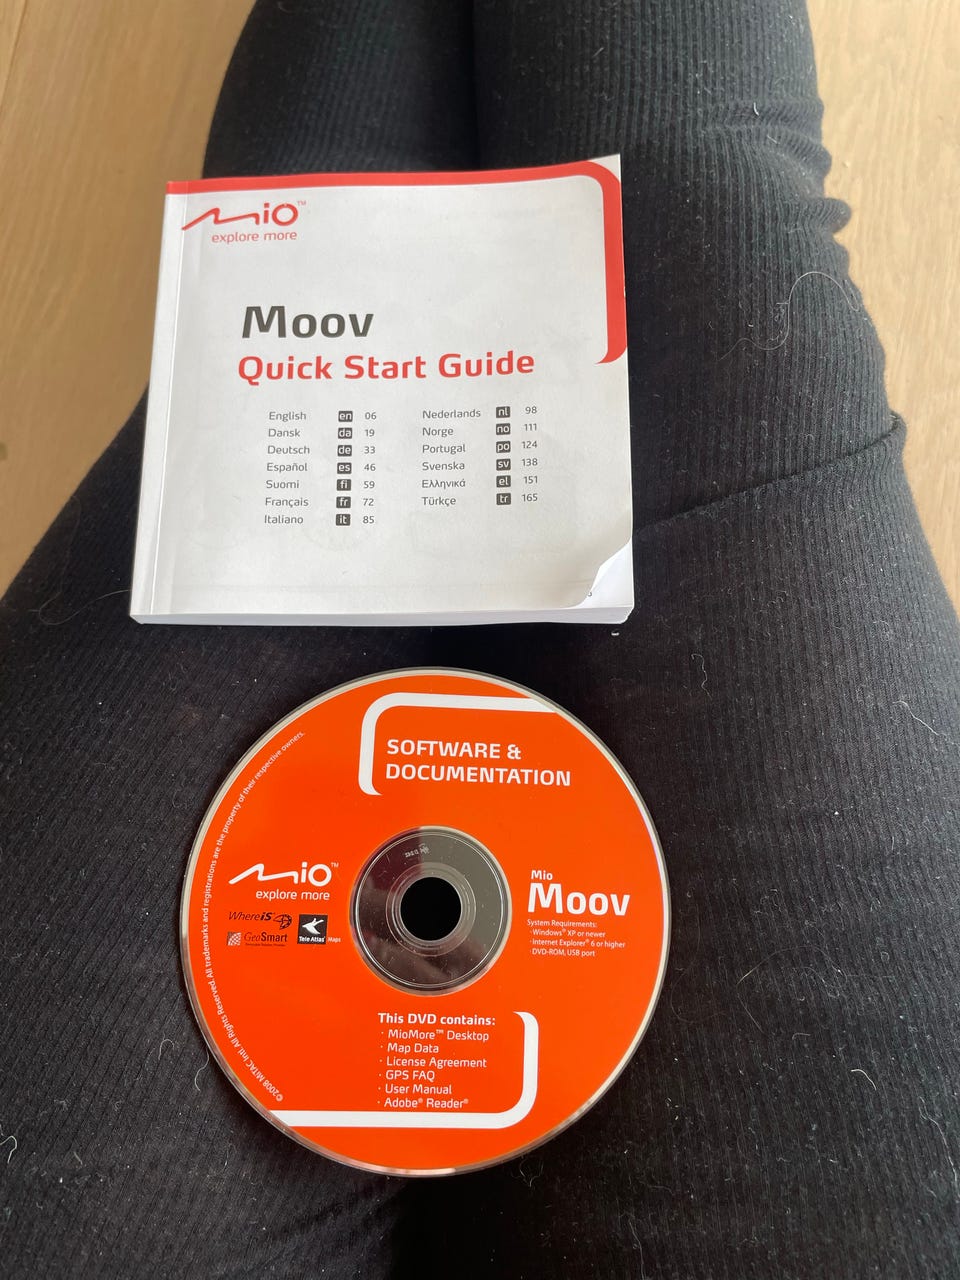 Mio™
explore more
Moov
Quick Start Guide
English en 06
Dansk da 19
Deutsch de 33
Español es 46
Suomi fi 59
Français fr 72
Italiano it 85
Nederlands nl 98
Norge no 111
Portugal po 124
Svenska sv 138
Ελληνικά el 151
Türkçe tr 165
SOFTWARE &
DOCUMENTATION
Mio™
explore more
WhereiS
GeoSmart
Tele Atlas Maps
Mio
Moov
System Requirements:
· Windows® XP or newer
· Internet Explorer® 6 or higher
· DVD-ROM, USB port
This DVD contains:
· MioMore™ Desktop
· Map Data
· License Agreement
· GPS FAQ
· User Manual
· Adobe® Reader®
©2008 MiTAC Intl All Rights Reserved. All trademarks and registrations are the property of their respective owners.